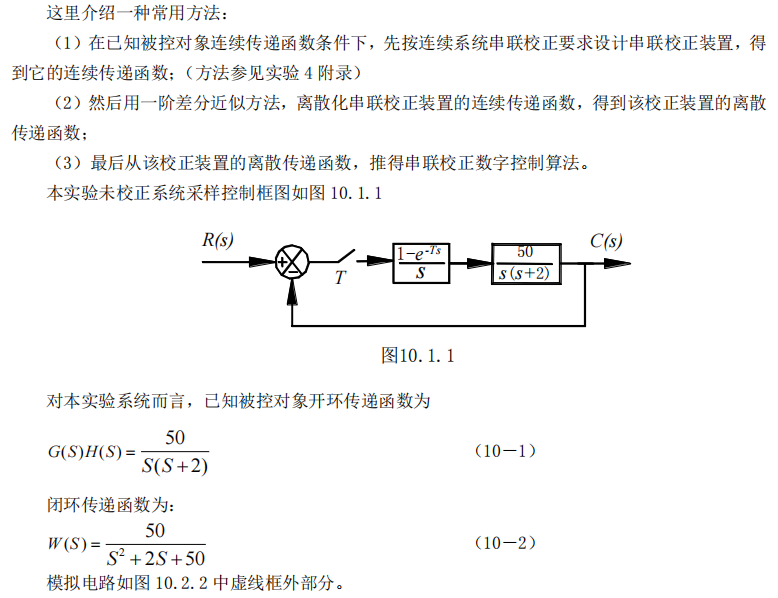 这里介绍一种常用方法：
（1）在已知被控对象连续传递函数条件下，先按连续系统串联校正要求设计串联校正装置，得
到它的连续传递函数；（方法参见实验 4 附录）
（2）然后用一阶差分近似方法，离散化串联校正装置的连续传递函数，得到该校正装置的离散
传递函数；
（3）最后从该校正装置的离散传递函数，推得串联校正数字控制算法。
本实验未校正系统采样控制框图如图 10.1.1
R(s)
+
−
T
1-e^-Ts
s
50
s(s+2)
C(s)
图10.1.1
对本实验系统而言，已知被控对象开环传递函数为
G(S)H(S) = 50 / S(S+2) （10－1）
闭环传递函数为：
W(S) = 50 / S² + 2S + 50 （10－2）
模拟电路如图 10.2.2 中虚线框外部分。